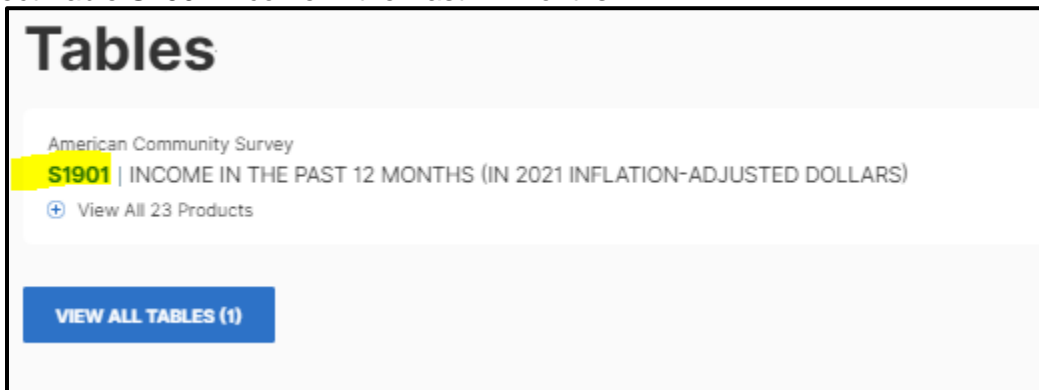 Tables
American Community Survey
S1901 | INCOME IN THE PAST 12 MONTHS (IN 2021 INFLATION-ADJUSTED DOLLARS)
View All 23 Products
VIEW ALL TABLES (1)